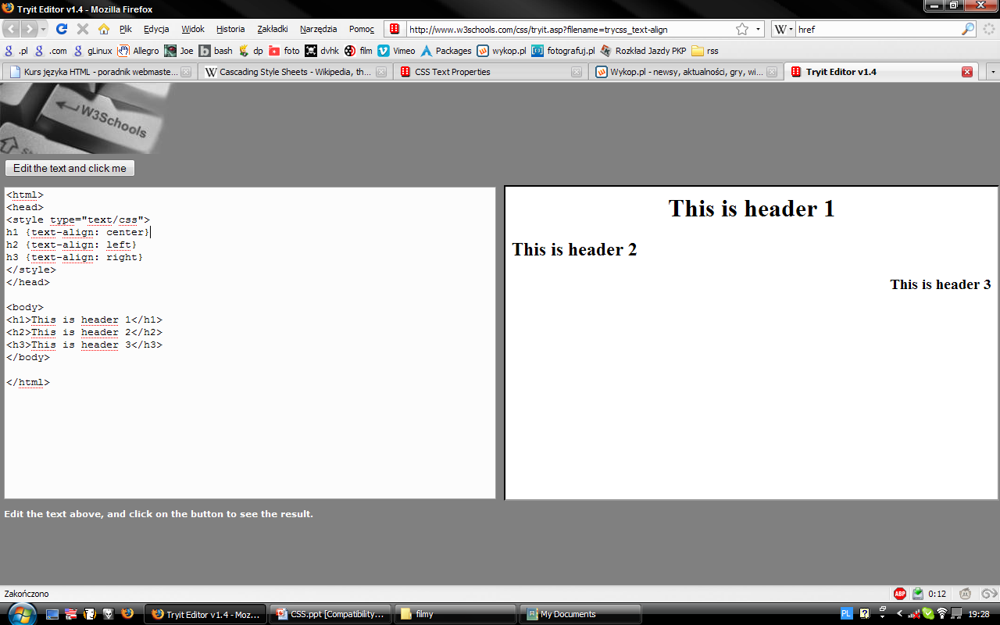 Tryit Editor v1.4 - Mozilla Firefox
Plik Edycja Widok Historia Zakładki Narzędzia Pomoc http://www.w3schools.com/css/tryit.asp?filename=trycss_text-align W href
.pl .com gLinux Allegro Joe bash dp foto dvhk film Vimeo Packages wykop.pl fotografuj.pl Rozkład Jazdy PKP rss
Kurs języka HTML - poradnik webmaste... Cascading Style Sheets - Wikipedia, th... CSS Text Properties Wykop.pl - newsy, aktualności, gry, wi... Tryit Editor v1.4
W3Schools
Edit the text and click me
<html>
<head>
<style type="text/css">
h1 {text-align: center}
h2 {text-align: left}
h3 {text-align: right}
</style>
</head>
<body>
<h1>This is header 1</h1>
<h2>This is header 2</h2>
<h3>This is header 3</h3>
</body>
</html>
This is header 1
This is header 2
This is header 3
Edit the text above, and click on the button to see the result.
Zakończono ABP 0:12
Tryit Editor v1.4 - Moz... CSS.ppt [Compatibility... filmy My Documents PL 19:28